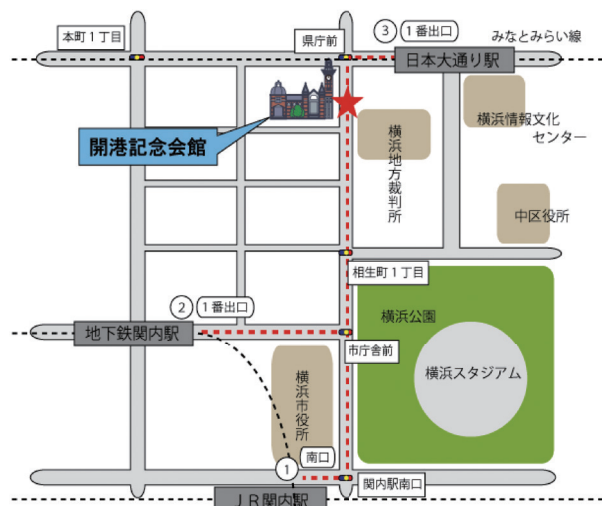 本町1丁目
県庁前
③ 1番出口
みなとみらい線
日本大通り駅
開港記念会館
横浜地方裁判所
横浜情報文化
センター
中区役所
相生町1丁目
② 1番出口
地下鉄関内駅
市庁舎前
横浜公園
横浜スタジアム
横浜市役所
① 南口
関内駅南口
JR関内駅